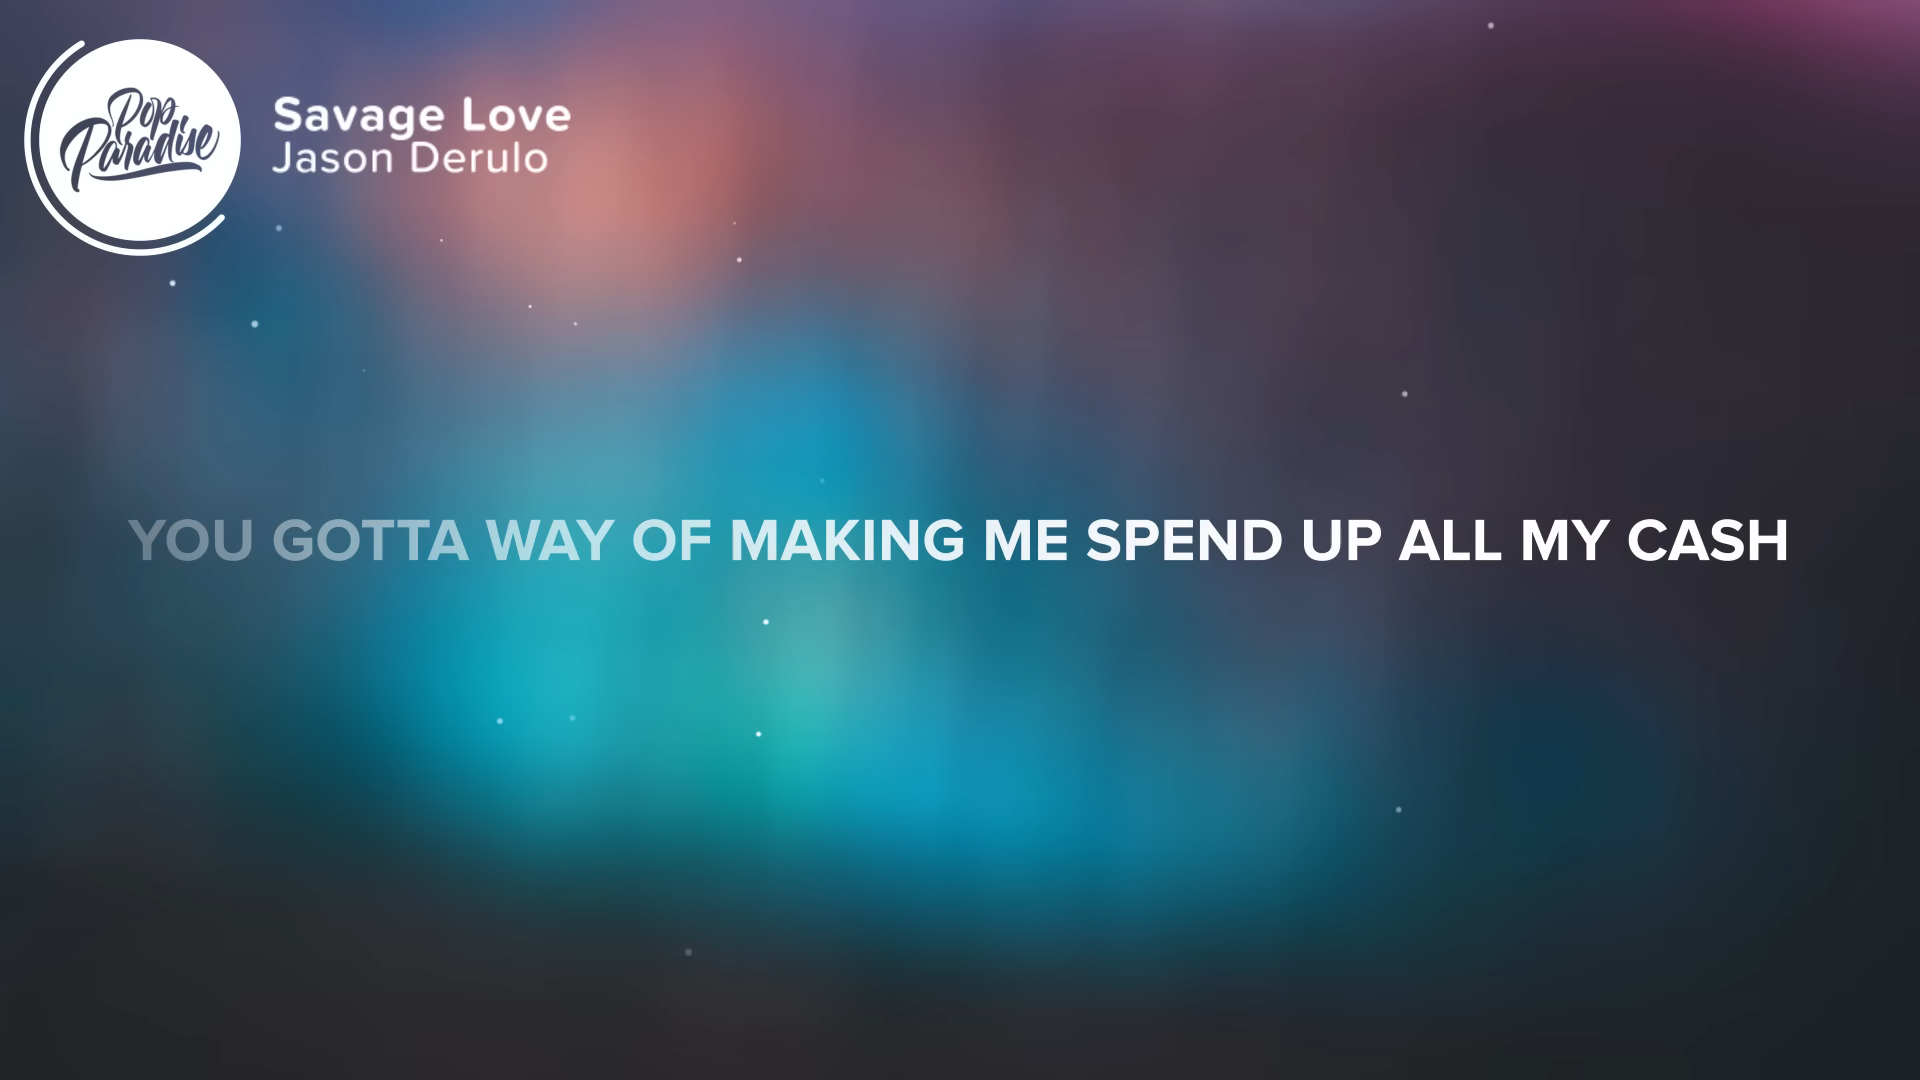 Pop
Paradise
Savage Love
Jason Derulo
YOU GOTTA WAY OF MAKING ME SPEND UP ALL MY CASH